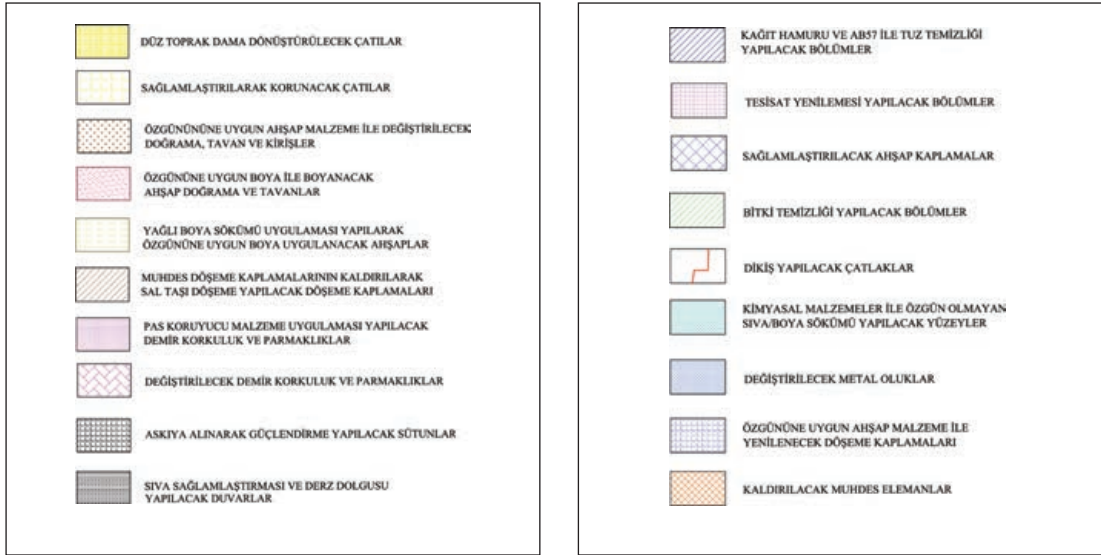 DÜZ TOPRAK DAMA DÖNÜŞTÜRÜLECEK ÇATILAR
SAĞLAMLAŞTIRILARAK KORUNACAK ÇATILAR
ÖZGÜNÜNÜNE UYGUN AHŞAP MALZEME İLE DEĞİŞTİRİLECEK
DOĞRAMA, TAVAN VE KİRİŞLER
ÖZGÜNÜNE UYGUN BOYA İLE BOYANACAK
AHŞAP DOĞRAMA VE TAVANLAR
YAĞLI BOYA SÖKÜMÜ UYGULAMASI YAPILARAK
ÖZGÜNÜNE UYGUN BOYA UYGULANACAK AHŞAPLAR
MUHDES DÖŞEME KAPLAMALARININ KALDIRILARAK
SAL TAŞI DÖŞEME YAPILACAK DÖŞEME KAPLAMALARI
PAS KORUYUCU MALZEME UYGULAMASI YAPILACAK
DEMİR KORKULUK VE PARMAKLIKLAR
DEĞİŞTİRİLECEK DEMİR KORKULUK VE PARMAKLIKLAR
ASKIYA ALINARAK GÜÇLENDİRME YAPILACAK SÜTUNLAR
SIVA SAĞLAMLAŞTIRMASI VE DERZ DOLGUSU
YAPILACAK DUVARLAR
KAĞIT HAMURU VE AB57 İLE TUZ TEMİZLİĞİ
YAPILACAK BÖLÜMLER
TESİSAT YENİLEMESİ YAPILACAK BÖLÜMLER
SAĞLAMLAŞTIRILACAK AHŞAP KAPLAMALAR
BİTKİ TEMİZLİĞİ YAPILACAK BÖLÜMLER
DİKİŞ YAPILACAK ÇATLAKLAR
KİMYASAL MALZEMELER İLE ÖZGÜN OLMAYAN
SIVA/BOYA SÖKÜMÜ YAPILACAK YÜZEYLER
DEĞİŞTİRİLECEK METAL OLUKLAR
ÖZGÜNÜNE UYGUN AHŞAP MALZEME İLE
YENİLENECEK DÖŞEME KAPLAMALARI
KALDIRILACAK MUHDES ELEMANLAR